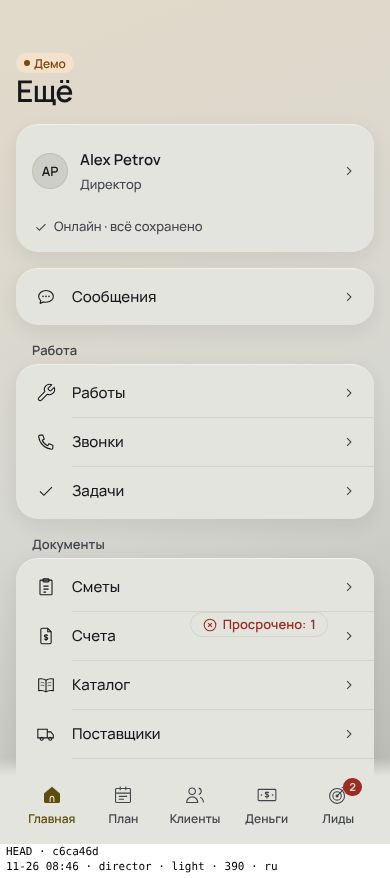 Демо
Ещё
AP
Alex Petrov
Директор
Онлайн · всё сохранено
Сообщения
Работа
Работы
Звонки
Задачи
Документы
Сметы
Счета
Просрочено: 1
Каталог
Поставщики
2
Главная
План
Клиенты
Деньги
Лиды
HEAD · c6ca46d
11-26 08:46 · director · light · 390 · ru